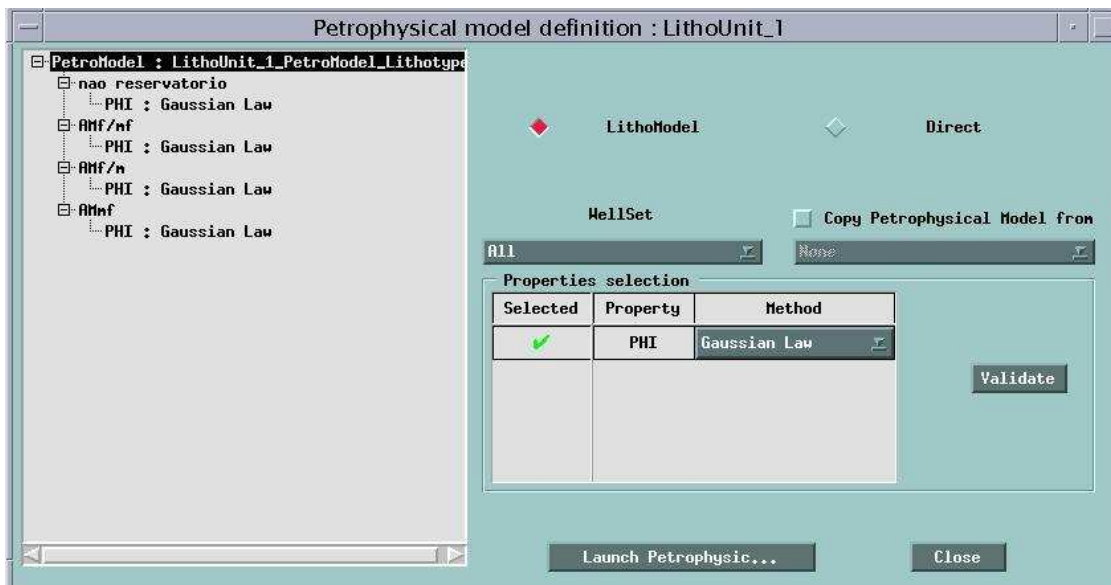 Petrophysical model definition : LithoUnit_1
PetroModel : LithoUnit_1_PetroModel_Lithotype
nao reservatorio
PHI : Gaussian Law
AMf/mf
PHI : Gaussian Law
AMf/m
PHI : Gaussian Law
AMmf
PHI : Gaussian Law
LithoModel
Direct
WellSet
Copy Petrophysical Model from
All
None
Properties selection
Selected Property Method
PHI Gaussian Law
Validate
Launch Petrophysic...
Close